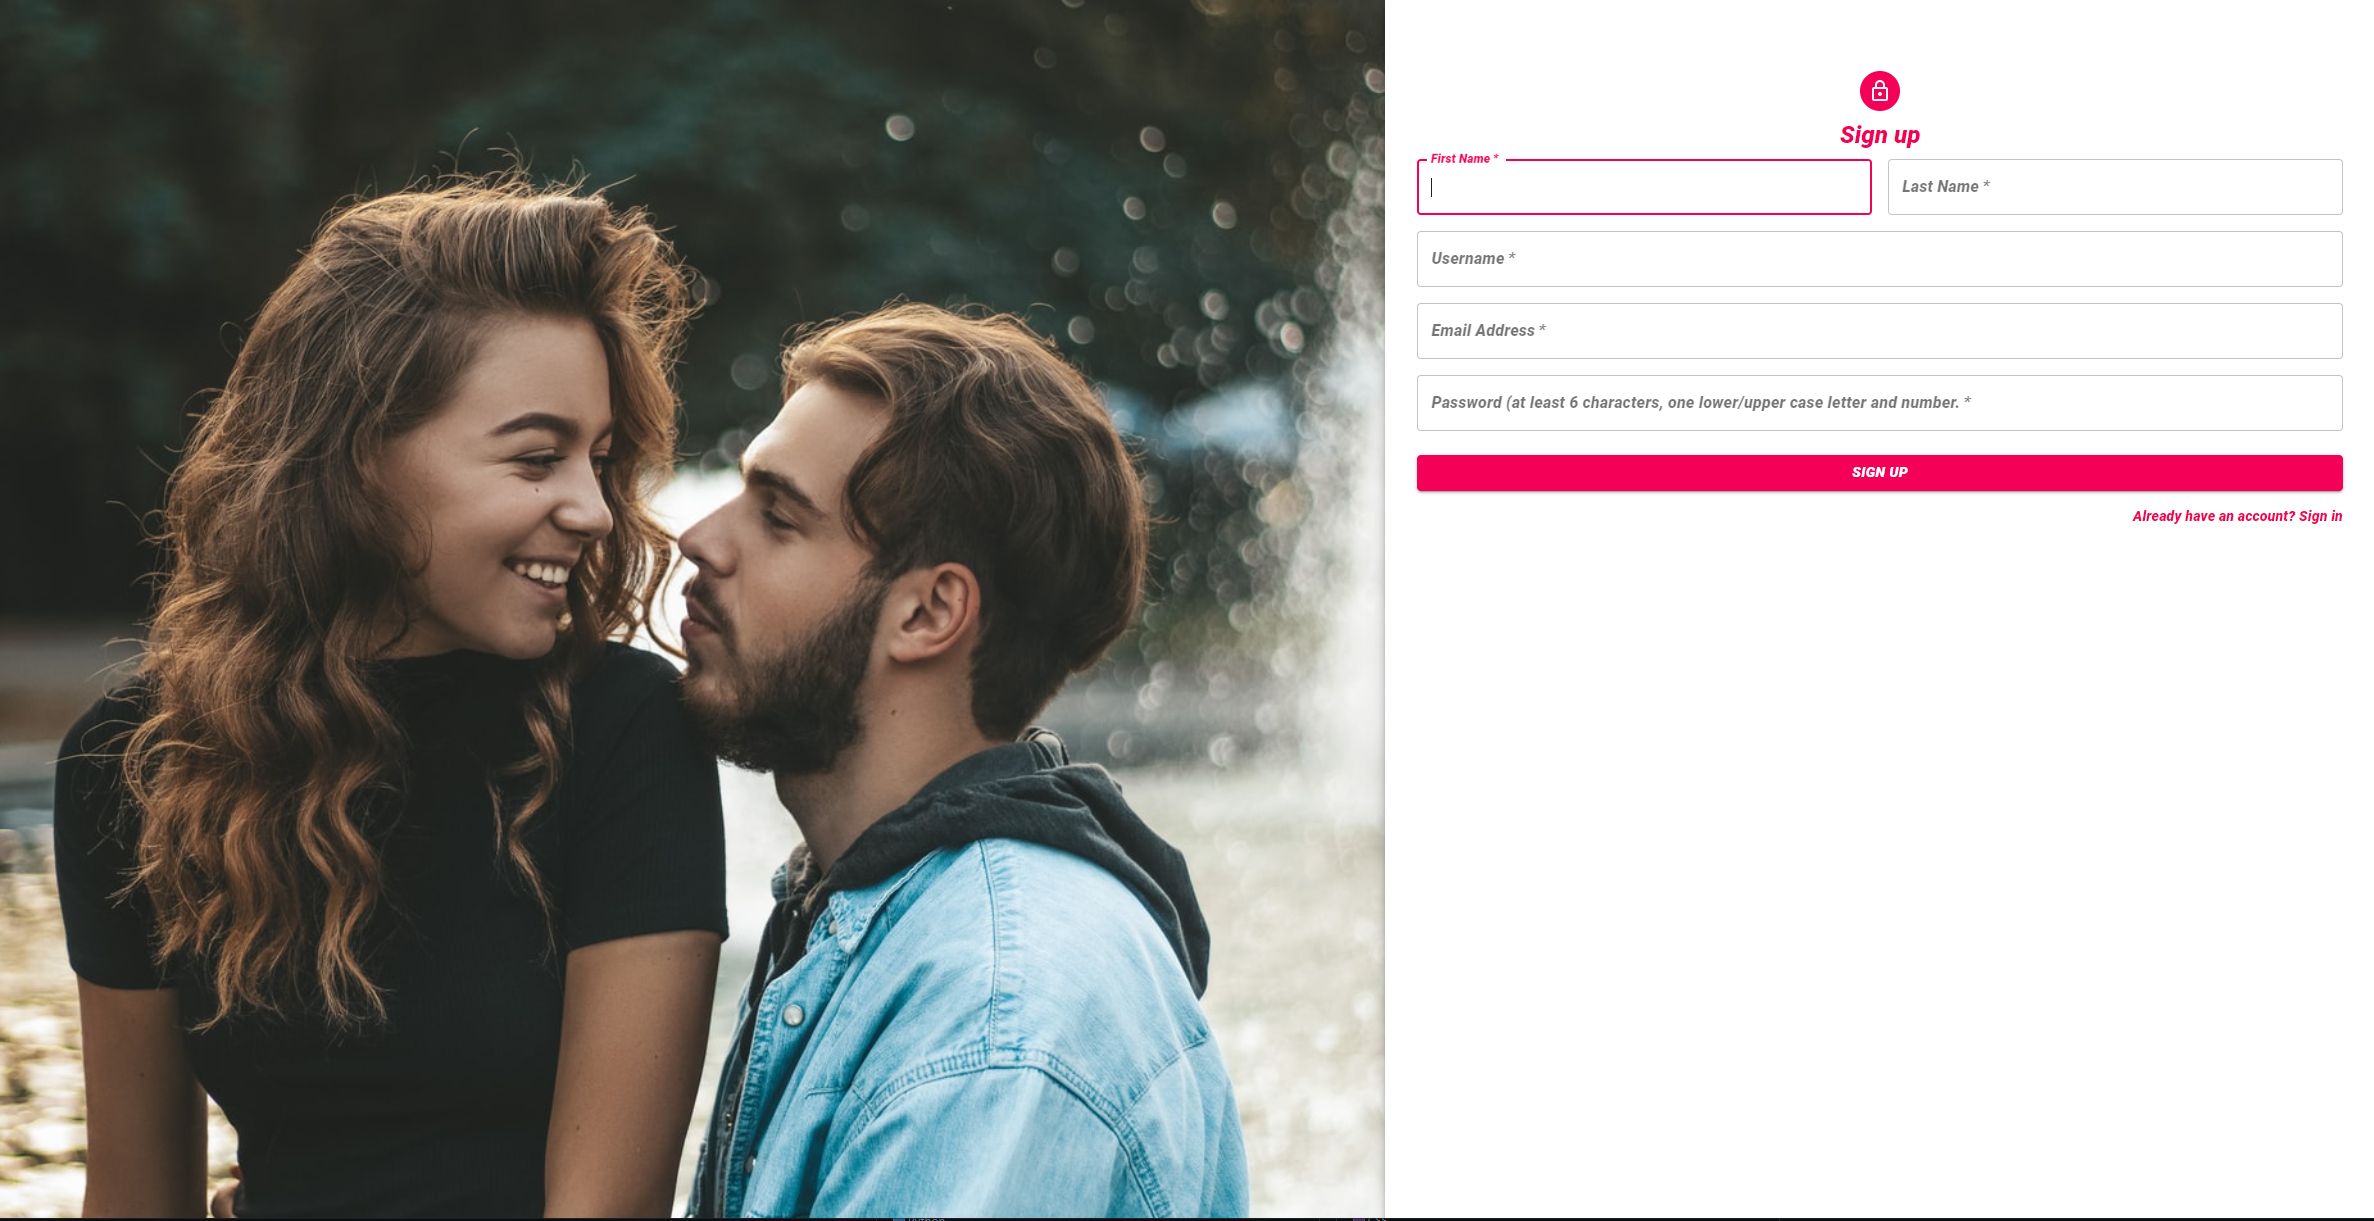 Sign up
First Name *
Last Name *
Username *
Email Address *
Password (at least 6 characters, one lower/upper case letter and number. *
SIGN UP
Already have an account? Sign in